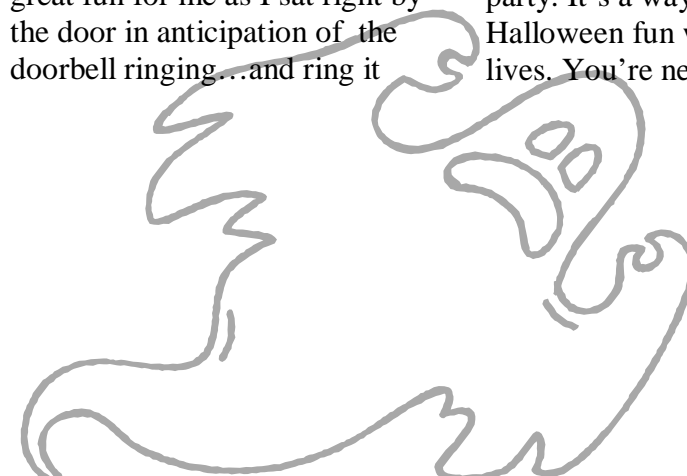 great fun for me as I sat right by
the door in anticipation of the
doorbell ringing…and ring it
party. It's a way
Halloween fun
lives. You're